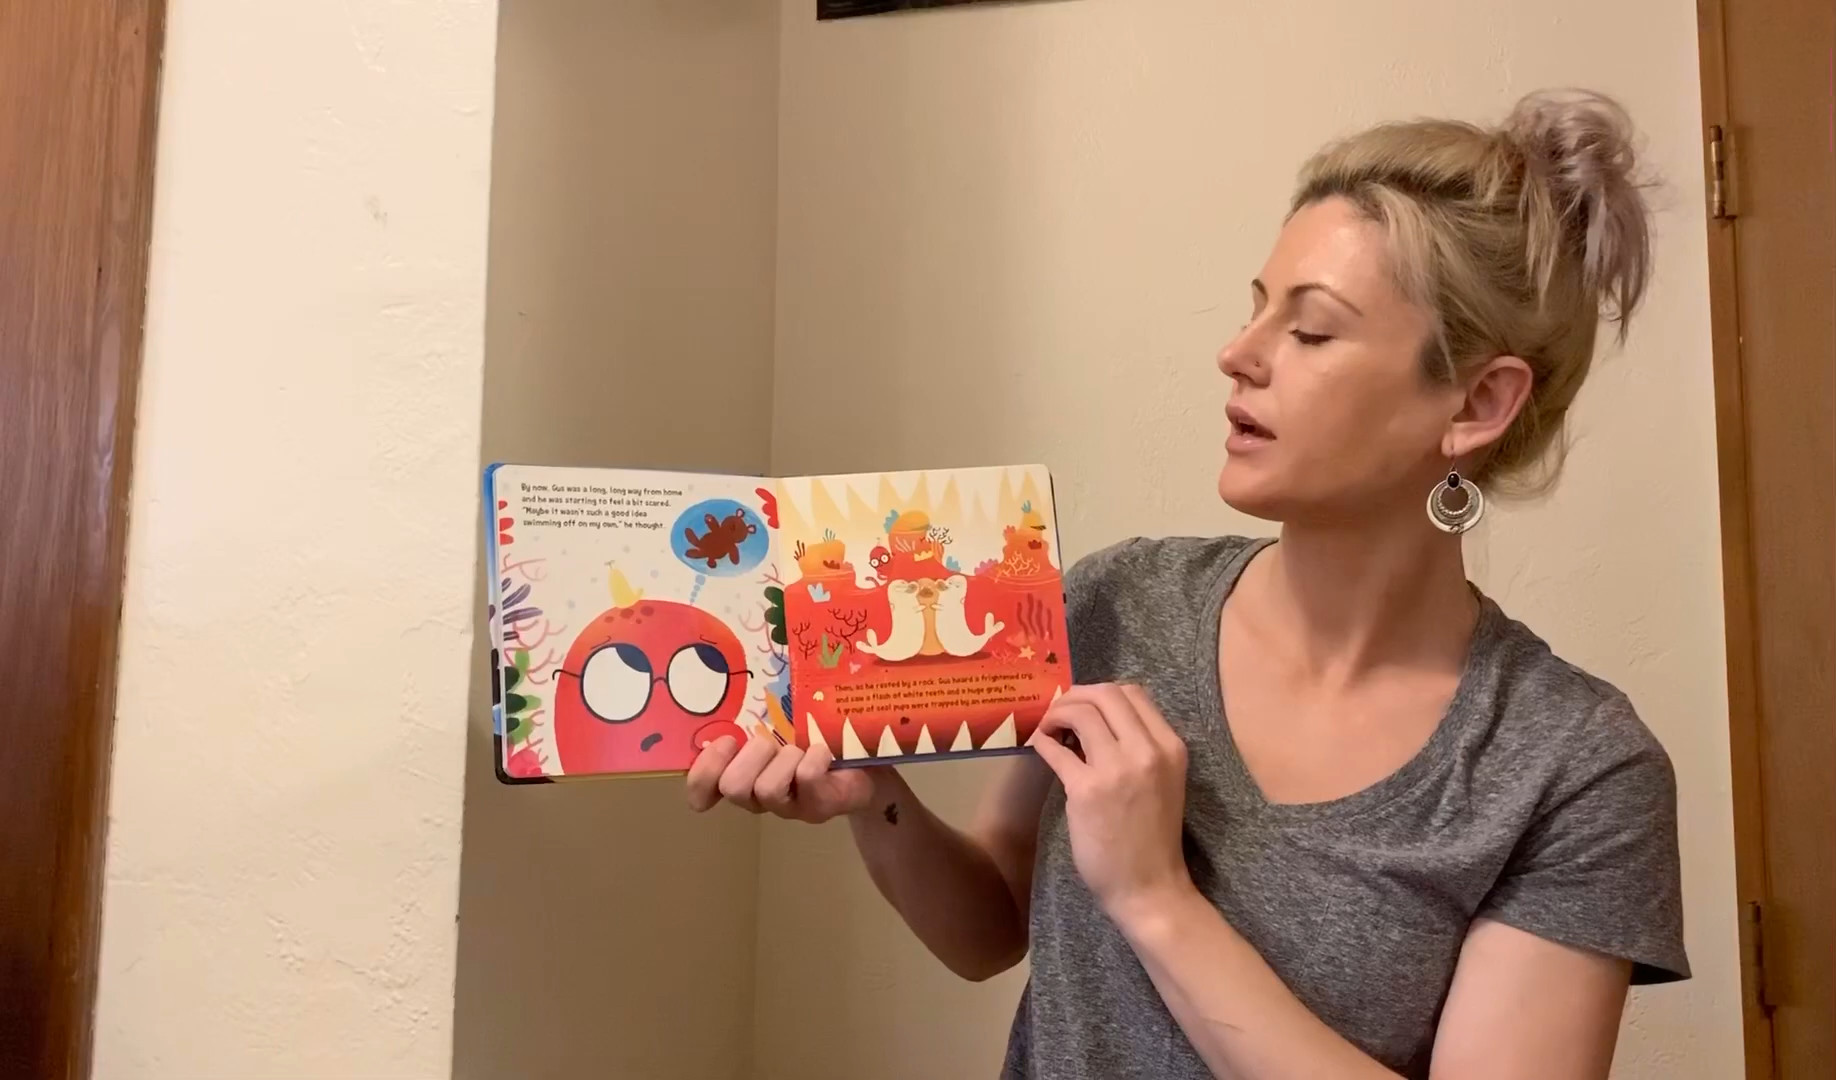 By now, Gus was a long, long way from home
and he was starting to feel a bit scared.
"Maybe it wasn't such a good idea
swimming off on my own," he thought.
Then, as he rested by a rock, Gus heard a frightened cry,
and saw a flash of white teeth and a huge gray fin.
A group of seal pups were trapped by an enormous shark!